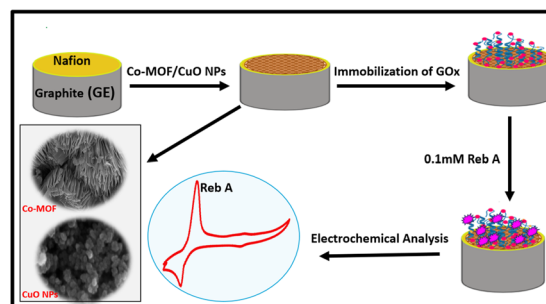 Nafion
Graphite (GE)
Co-MOF/CuO NPs
Immobilization of GOx
0.1mM Reb A
Co-MOF
CuO NPs
Reb A
Electrochemical Analysis